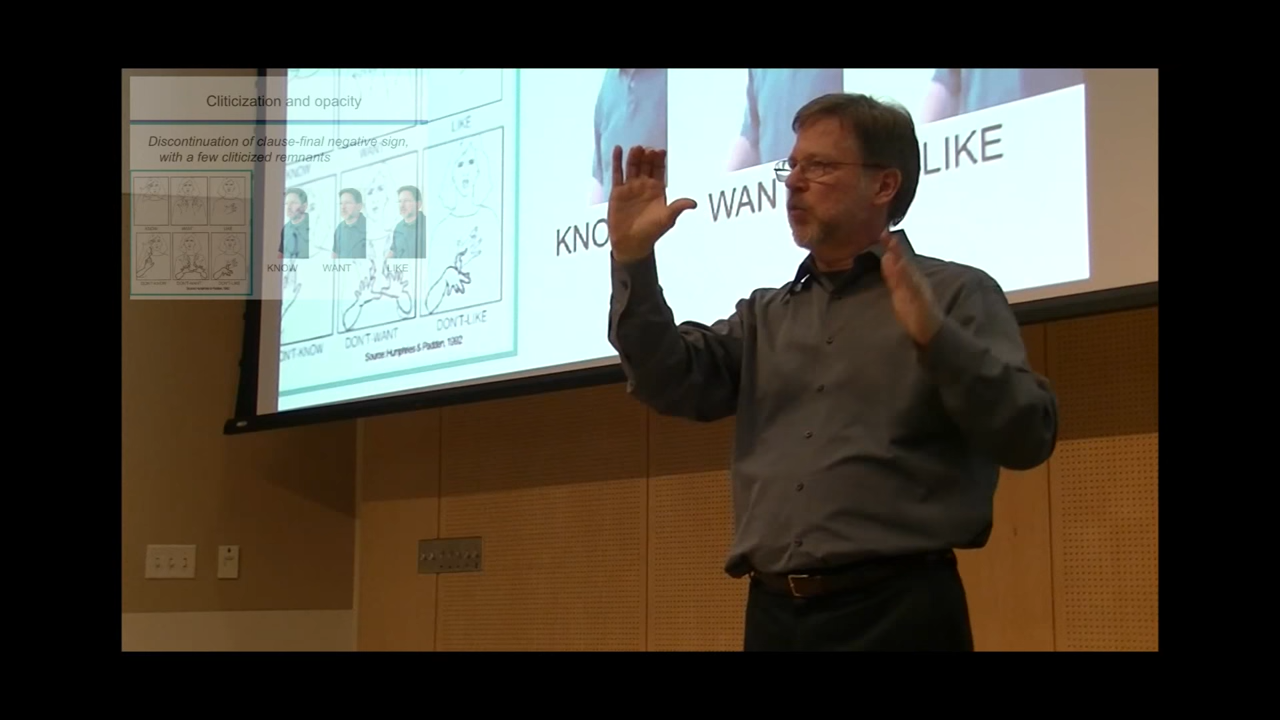 Cliticization and opacity
Discontinuation of clause-final negative sign,
with a few cliticized remnants
KNOW WANT LIKE
LIKE
DON'T-WANT DON'T-LIKE
Source: Humphries & Padden, 1992
KNO WAN LIKE